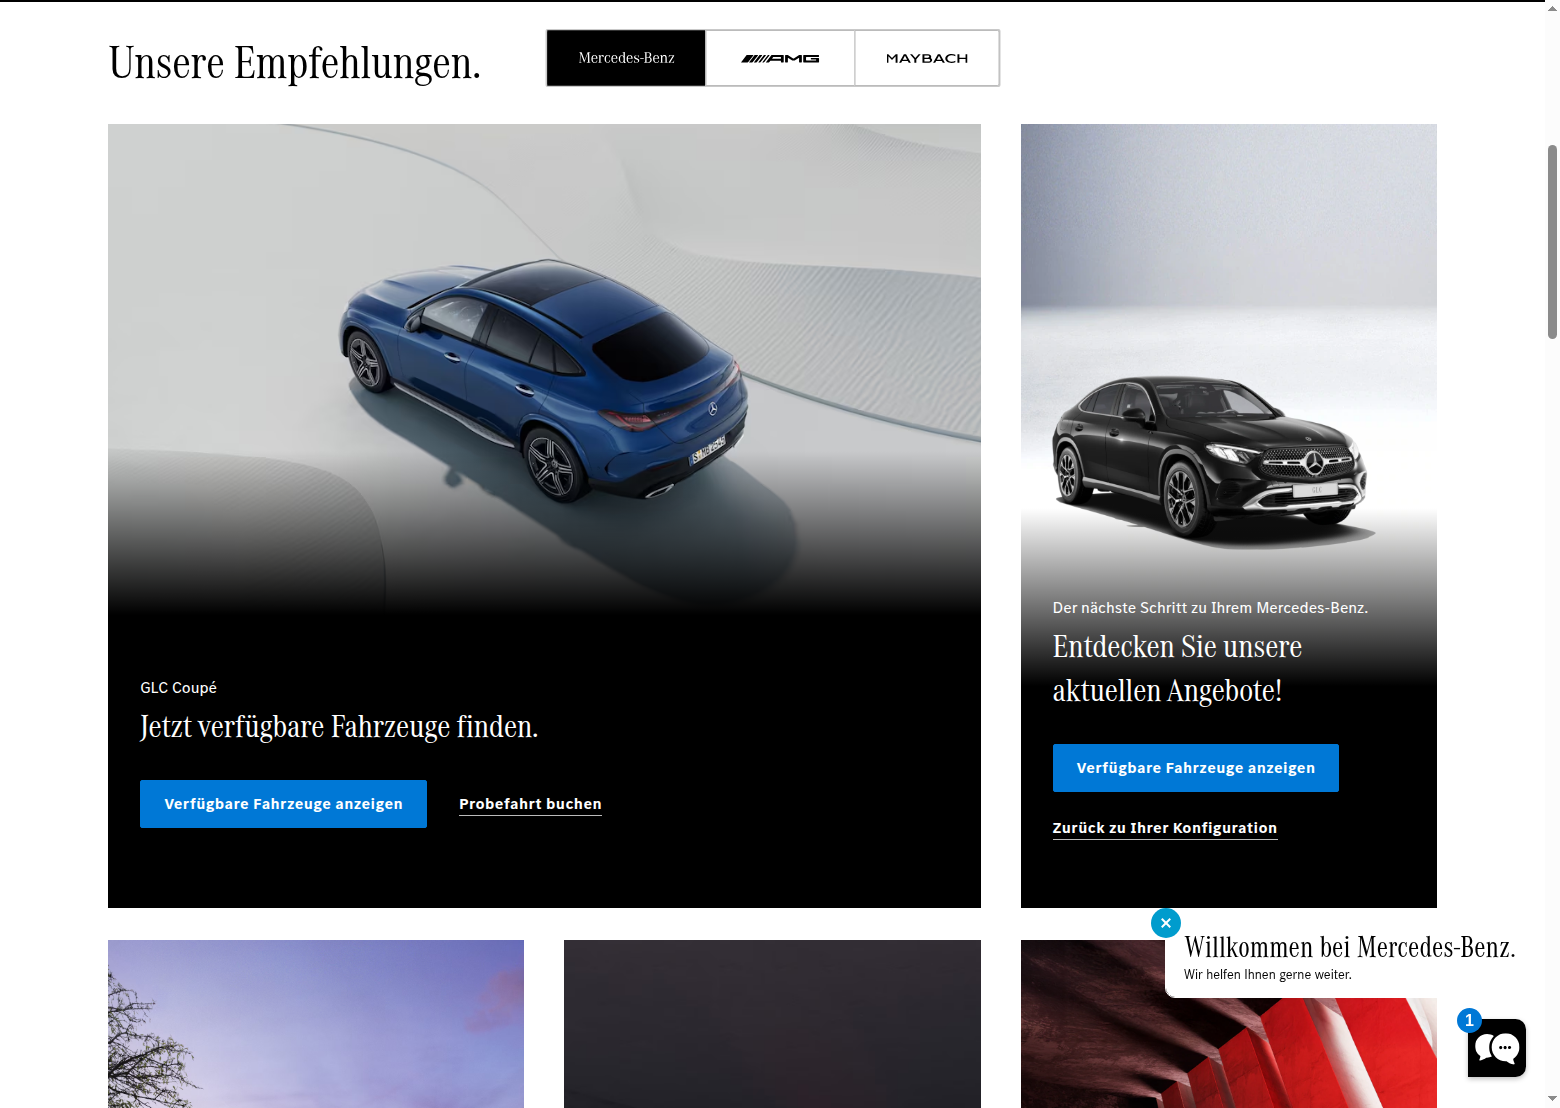 Unsere Empfehlungen.
Mercedes-Benz
AMG
MAYBACH
GLC Coupé
Jetzt verfügbare Fahrzeuge finden.
Verfügbare Fahrzeuge anzeigen
Probefahrt buchen
Der nächste Schritt zu Ihrem Mercedes-Benz.
Entdecken Sie unsere
aktuellen Angebote!
Verfügbare Fahrzeuge anzeigen
Zurück zu Ihrer Konfiguration
Willkommen bei Mercedes-Benz.
Wir helfen Ihnen gerne weiter.
1